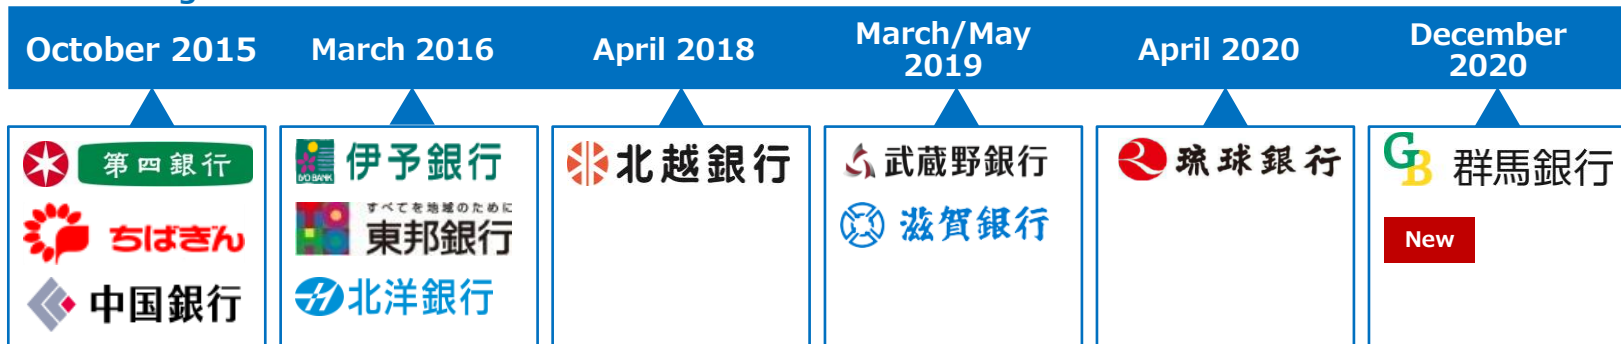 October 2015
March 2016
April 2018
March/May
2019
April 2020
December
2020
第四銀行
ちばぎん
中国銀行
IYO BANK
伊予銀行
すべてを地域のために
TOHO
東邦銀行
北洋銀行
北越銀行
武蔵野銀行
滋賀銀行
琉球銀行
GB
群馬銀行
New